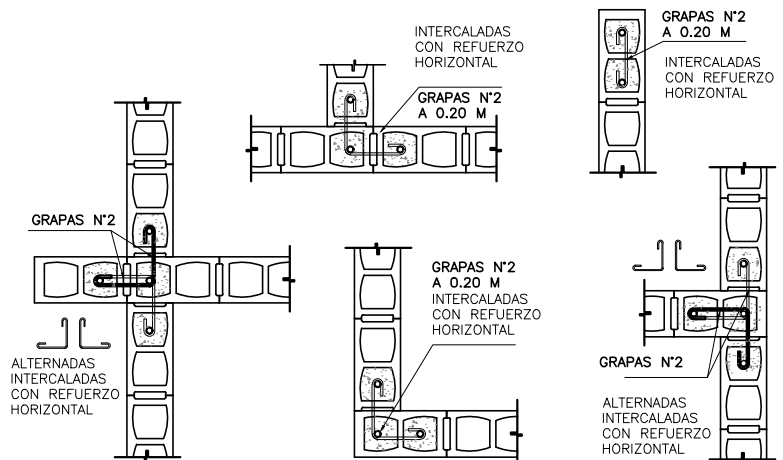 INTERCALADAS
CON REFUERZO
HORIZONTAL
GRAPAS N°2
A 0.20 M
GRAPAS N°2
A 0.20 M
INTERCALADAS
CON REFUERZO
HORIZONTAL
GRAPAS N°2
ALTERNADAS
INTERCALADAS
CON REFUERZO
HORIZONTAL
GRAPAS N°2
A 0.20 M
INTERCALADAS
CON REFUERZO
HORIZONTAL
GRAPAS N°2
ALTERNADAS
INTERCALADAS
CON REFUERZO
HORIZONTAL